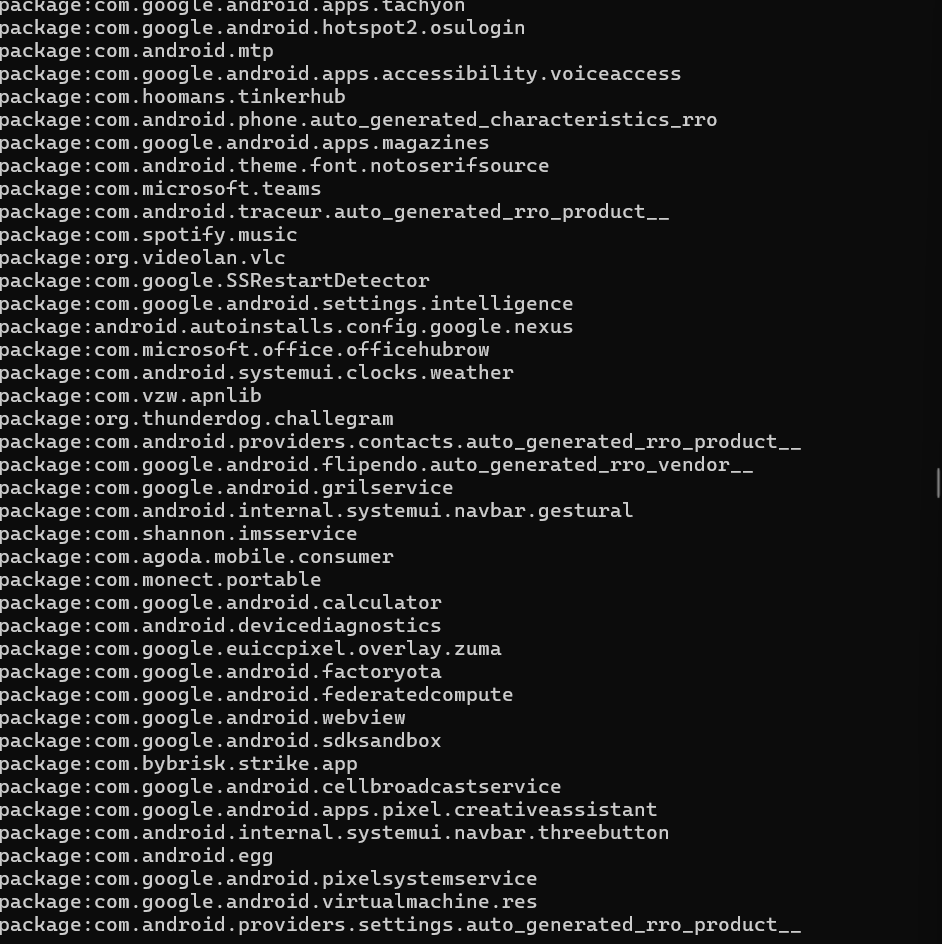 package:com.google.android.apps.tachyon
package:com.google.android.hotspot2.osulogin
package:com.android.mtp
package:com.google.android.apps.accessibility.voiceaccess
package:com.hoomans.tinkerhub
package:com.android.phone.auto_generated_characteristics_rro
package:com.google.android.apps.magazines
package:com.android.theme.font.notoserifsource
package:com.microsoft.teams
package:com.android.traceur.auto_generated_rro_product__
package:com.spotify.music
package:org.videolan.vlc
package:com.google.SSRestartDetector
package:com.google.android.settings.intelligence
package:android.autoinstalls.config.google.nexus
package:com.microsoft.office.officehubrow
package:com.android.systemui.clocks.weather
package:com.vzw.apnlib
package:org.thunderdog.challegram
package:com.android.providers.contacts.auto_generated_rro_product__
package:com.google.android.flipendo.auto_generated_rro_vendor__
package:com.google.android.grilservice
package:com.android.internal.systemui.navbar.gestural
package:com.shannon.imsservice
package:com.agoda.mobile.consumer
package:com.monect.portable
package:com.google.android.calculator
package:com.android.devicediagnostics
package:com.google.euiccpixel.overlay.zuma
package:com.google.android.factoryota
package:com.google.android.federatedcompute
package:com.google.android.webview
package:com.google.android.sdksandbox
package:com.bybrisk.strike.app
package:com.google.android.cellbroadcastservice
package:com.google.android.apps.pixel.creativeassistant
package:com.android.internal.systemui.navbar.threebutton
package:com.android.egg
package:com.google.android.pixelsystemservice
package:com.google.android.virtualmachine.res
package:com.android.providers.settings.auto_generated_rro_product__